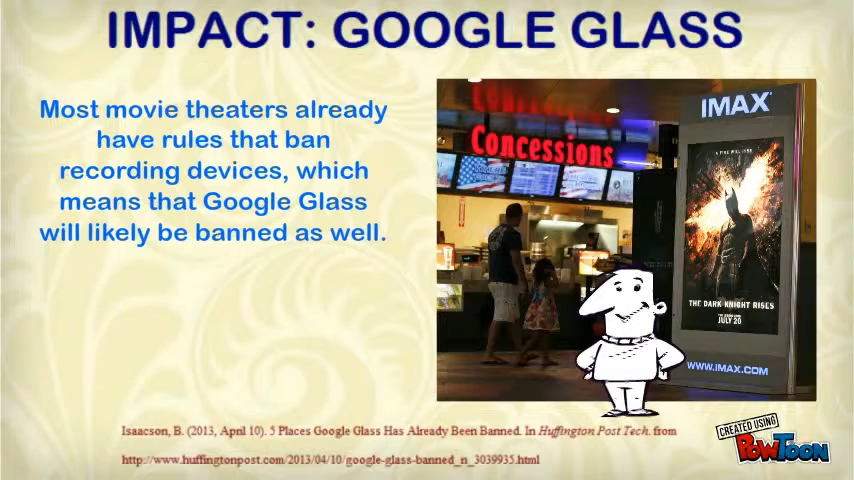 IMPACT: GOOGLE GLASS
Most movie theaters already
have rules that ban
recording devices, which
means that Google Glass
will likely be banned as well.
Concessions
IMAX
THE DARK KNIGHT RISES
JULY 20
WWW.IMAX.COM
Isaacson, B. (2013, April 10). 5 Places Google Glass Has Already Been Banned. In Huffington Post Tech. from
http://www.huffingtonpost.com/2013/04/10/google-glass-banned_n_3039935.html
CREATED USING
POWTOON